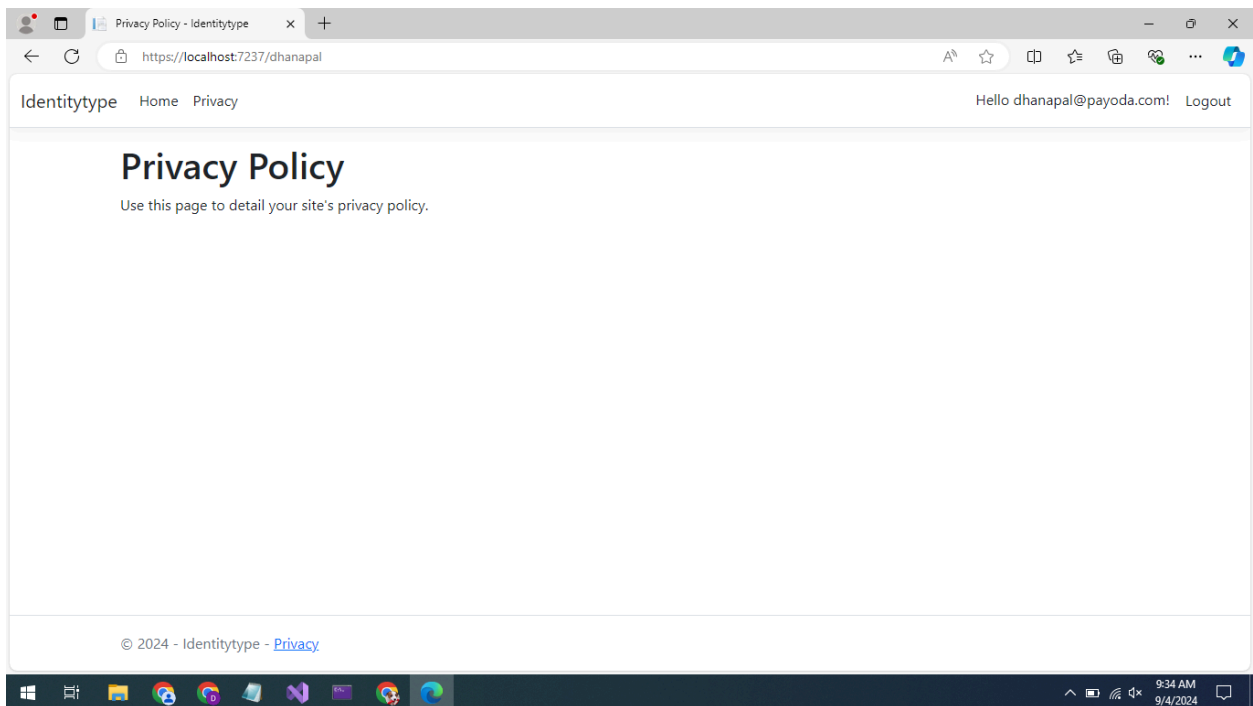 Privacy Policy - Identitytype
https://localhost:7237/dhanapal
Identitytype Home Privacy Hello dhanapal@payoda.com! Logout
Privacy Policy
Use this page to detail your site's privacy policy.
© 2024 - Identitytype - Privacy
9:34 AM
9/4/2024